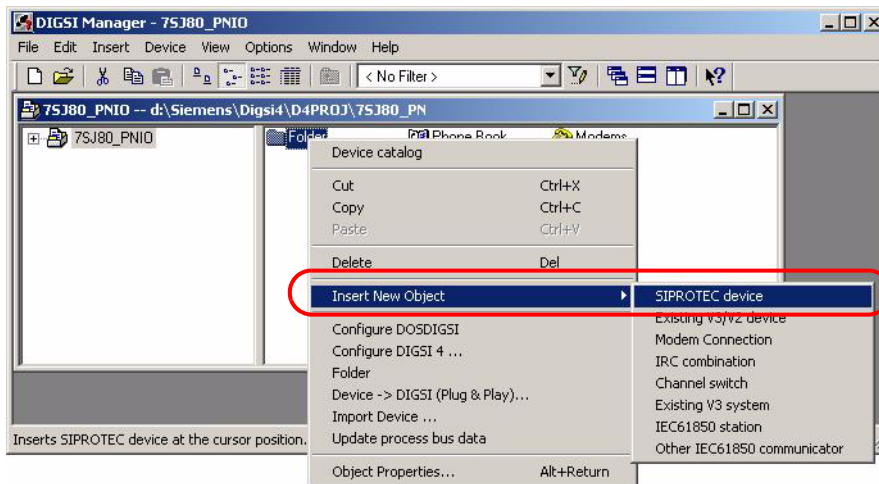 DIGSI Manager - 7SJ80_PNIO
File Edit Insert Device View Options Window Help
< No Filter >
7SJ80_PNIO -- d:\Siemens\Digsi4\D4PROJ\7SJ80_PN
7SJ80_PNIO
Folder
Phone Book
Modems
Device catalog
Cut Ctrl+X
Copy Ctrl+C
Paste Ctrl+V
Delete Del
Insert New Object
Configure DOSDIGSI
Configure DIGSI 4 ...
Folder
Device -> DIGSI (Plug & Play)...
Import Device ...
Update process bus data
Object Properties... Alt+Return
SIPROTEC device
Existing V3/V2 device
Modem Connection
IRC combination
Channel switch
Existing V3 system
IEC61850 station
Other IEC61850 communicator
Inserts SIPROTEC device at the cursor position.